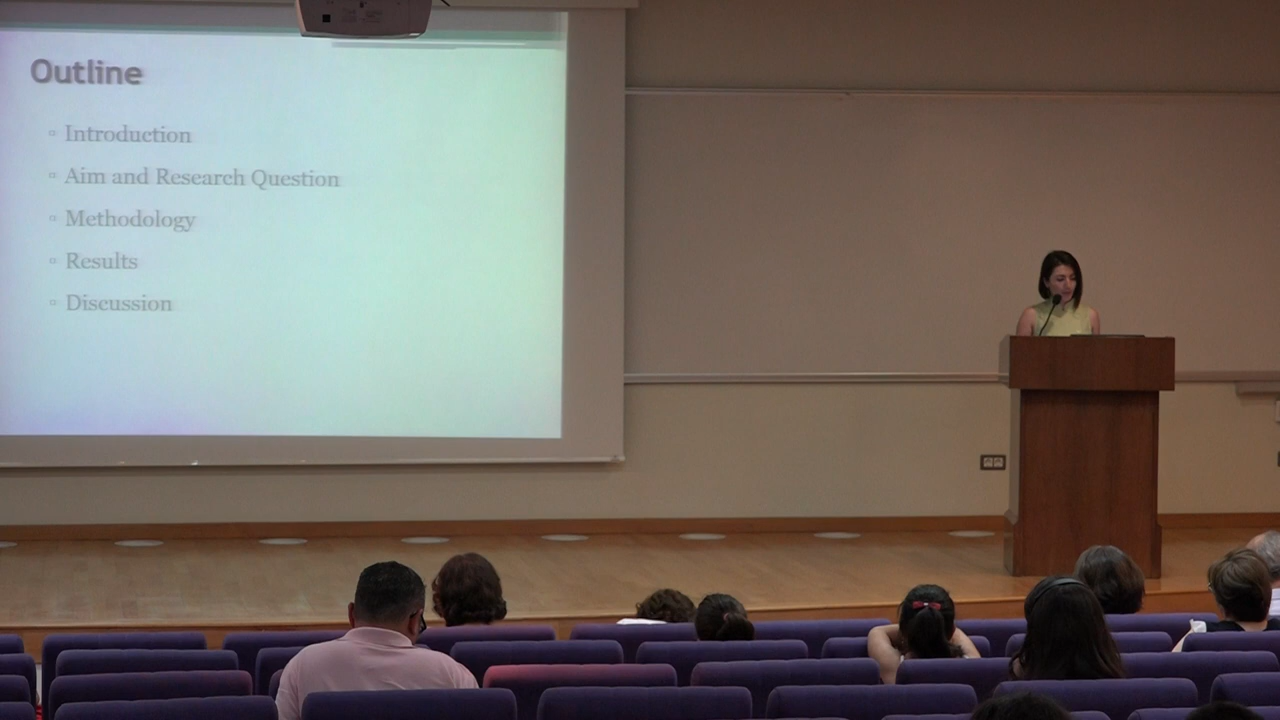 Outline
▫ Introduction
▫ Aim and Research Question
▫ Methodology
▫ Results
▫ Discussion